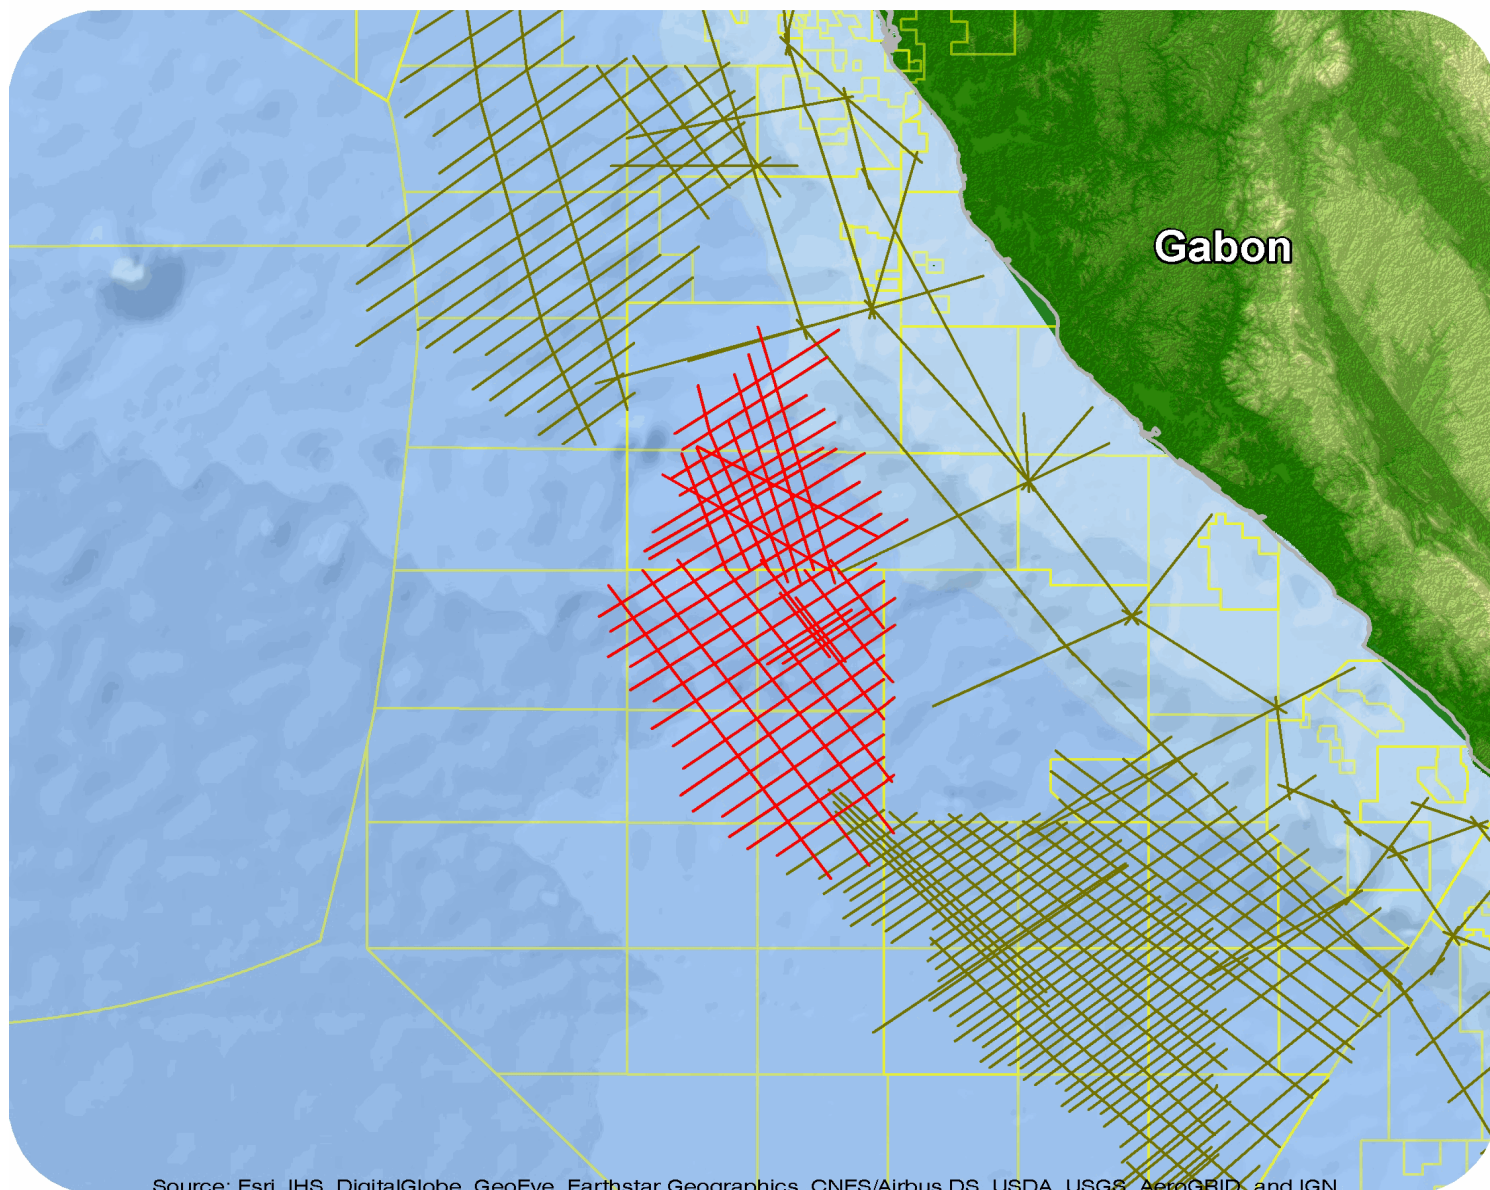 Gabon
Source: Esri, IHS, DigitalGlobe, GeoEye, Earthstar Geographics, CNES/Airbus DS, USDA, USGS, AeroGRID, and IGN